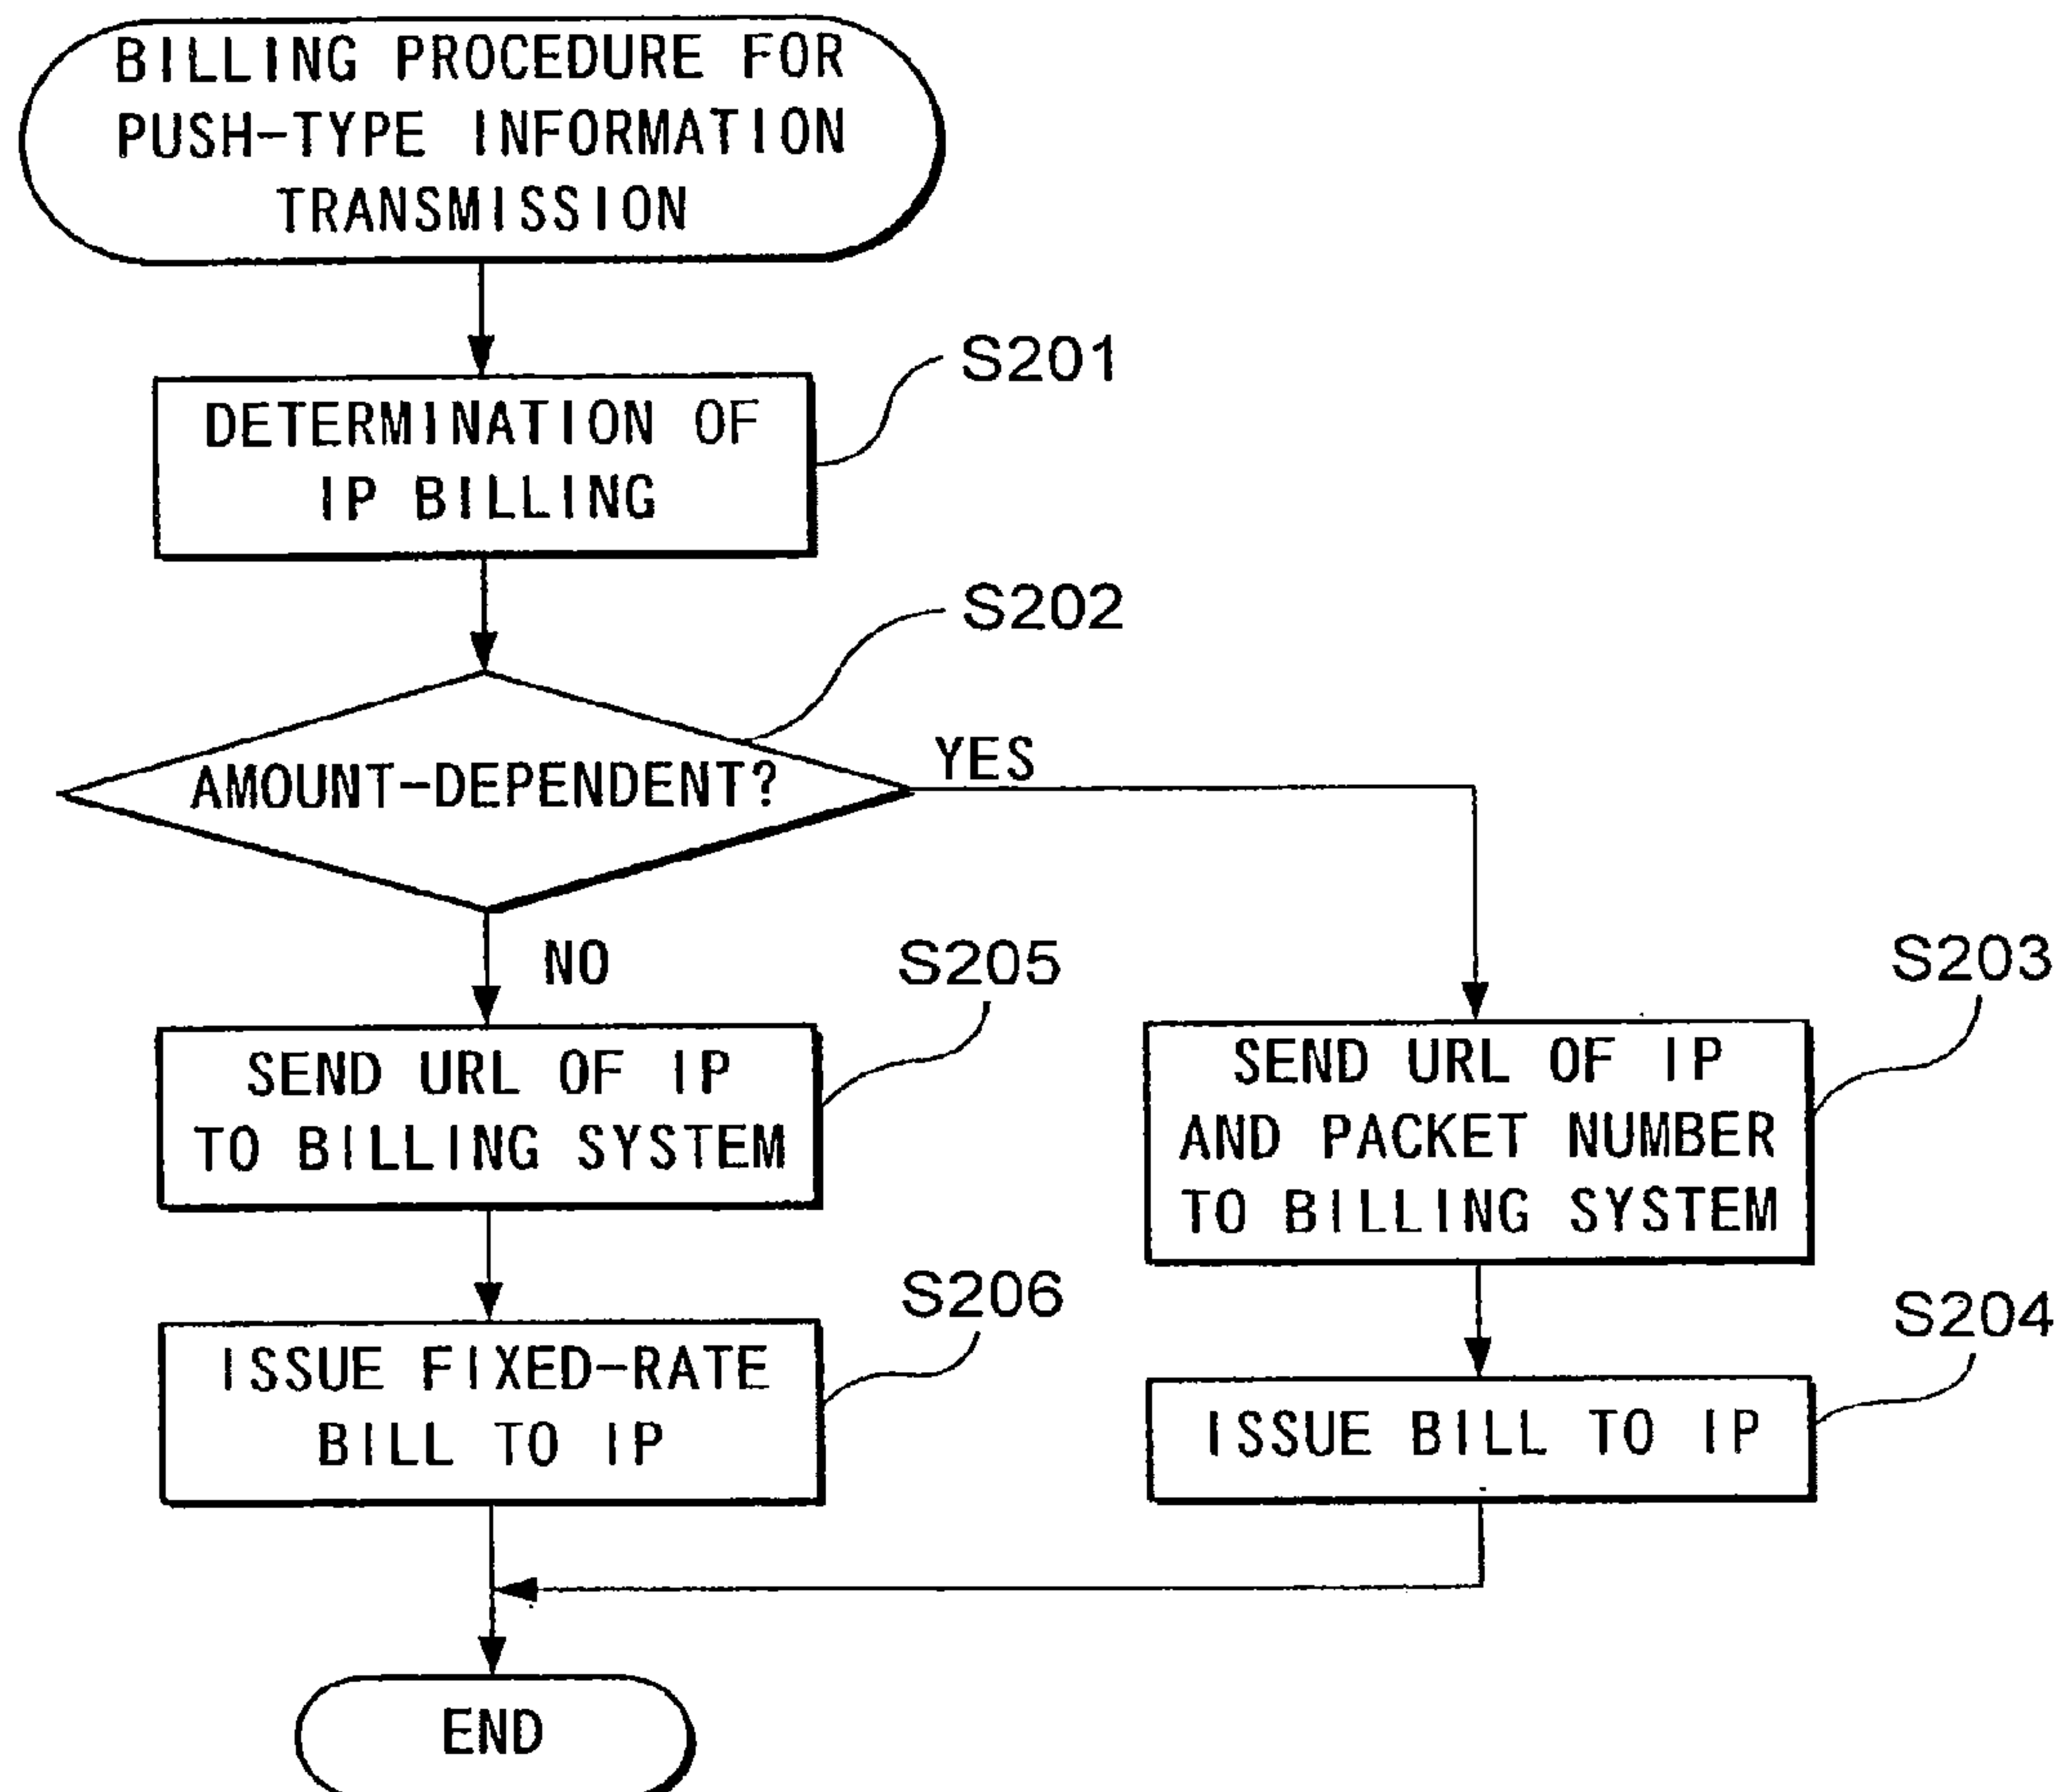 BILLING PROCEDURE FOR
PUSH-TYPE INFORMATION
TRANSMISSION
S201
DETERMINATION OF
IP BILLING
S202
AMOUNT-DEPENDENT?
YES
NO
S205
SEND URL OF IP
TO BILLING SYSTEM
S203
SEND URL OF IP
AND PACKET NUMBER
TO BILLING SYSTEM
S206
ISSUE FIXED-RATE
BILL TO IP
S204
ISSUE BILL TO IP
END